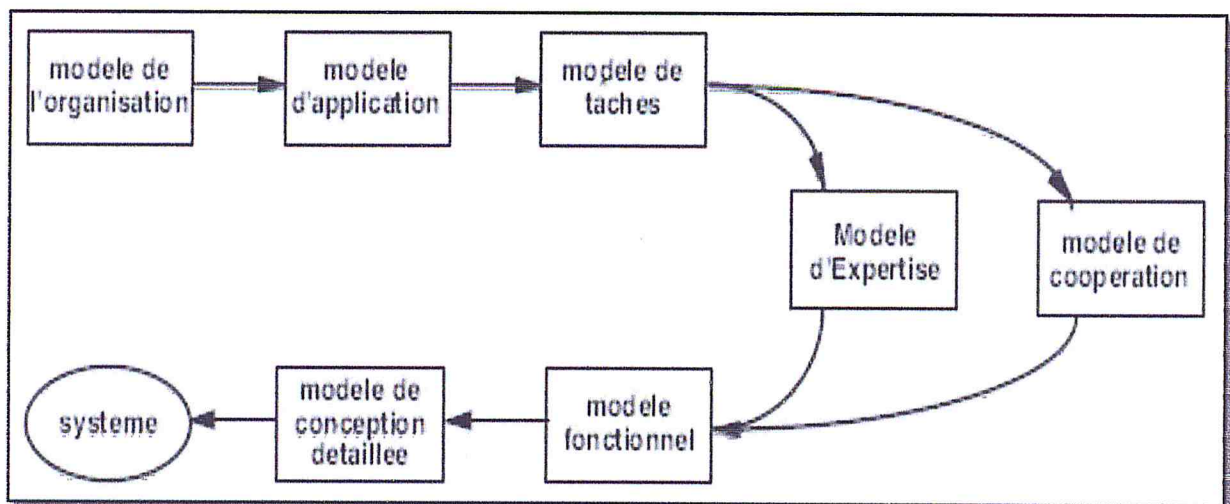 modele de
l'organisation
modele
d'application
modele de
taches
Modele
d'Expertise
modele de
cooperation
systeme
modele de
conception
detaillee
modele
fonctionnel